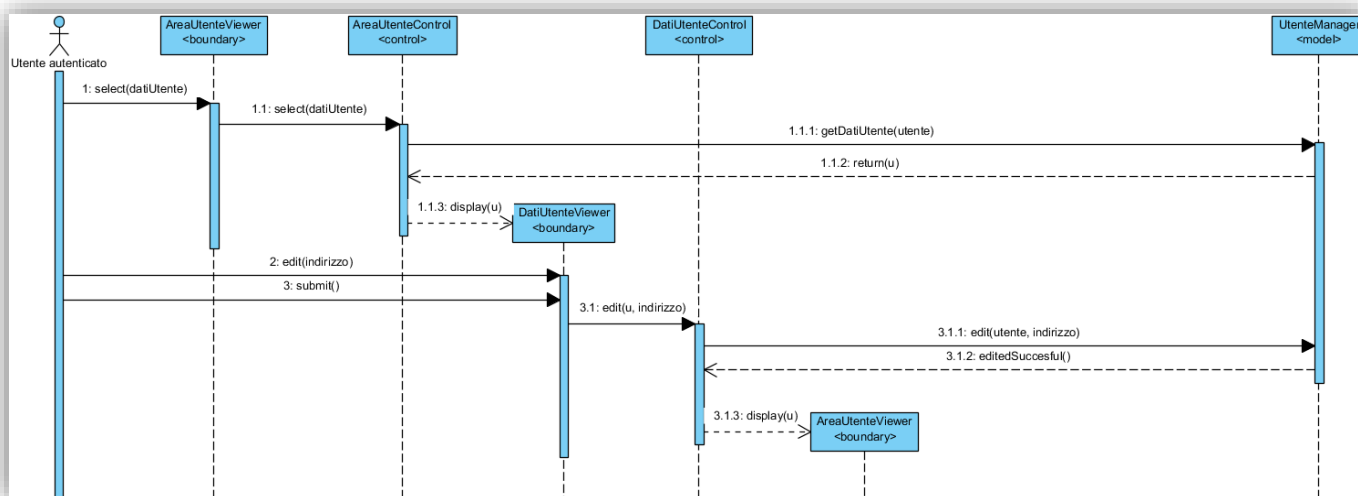 AreaUtenteViewer
<boundary>
AreaUtenteControl
<control>
DatiUtenteControl
<control>
UtenteManager
<model>
Utente autenticato
1: select(datiUtente)
1.1: select(datiUtente)
1.1.1: getDatiUtente(utente)
1.1.2: return(u)
1.1.3: display(u)
DatiUtenteViewer
<boundary>
2: edit(indirizzo)
3: submit()
3.1: edit(u, indirizzo)
3.1.1: edit(utente, indirizzo)
3.1.2: editedSuccesful()
3.1.3: display(u)
AreaUtenteViewer
<boundary>